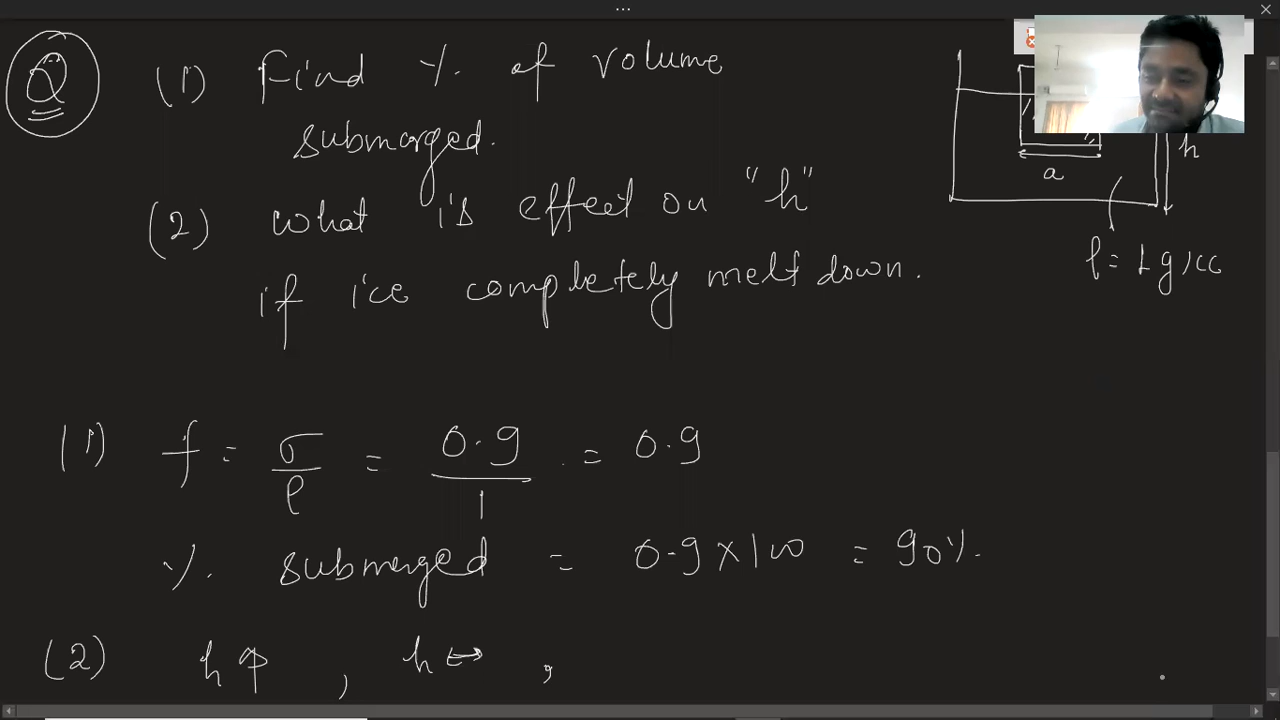 Q (1) Find % of volume
submerged.
(2) What is effect on "h"
if ice completely melt down.
a
h
ρ = 1 g/cc
(1) f = σ/ρ = 0.9/1 = 0.9
% submerged = 0.9 × 100 = 90%.
(2) h↑ , h↔ ,